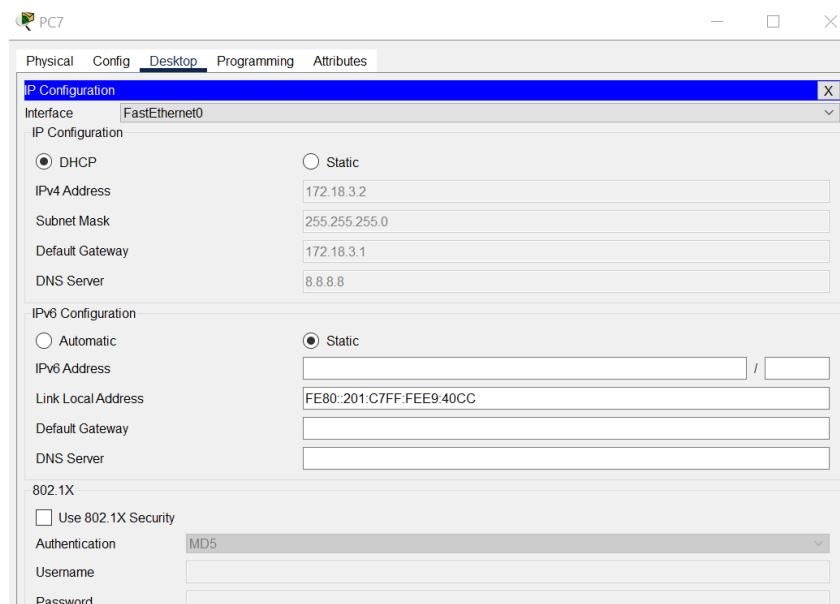 PC7
Physical Config Desktop Programming Attributes
IP Configuration X
Interface FastEthernet0
IP Configuration
DHCP Static
IPv4 Address 172.18.3.2
Subnet Mask 255.255.255.0
Default Gateway 172.18.3.1
DNS Server 8.8.8.8
IPv6 Configuration
Automatic Static
IPv6 Address /
Link Local Address FE80::201:C7FF:FEE9:40CC
Default Gateway
DNS Server
802.1X
Use 802.1X Security
Authentication MD5
Username
Password